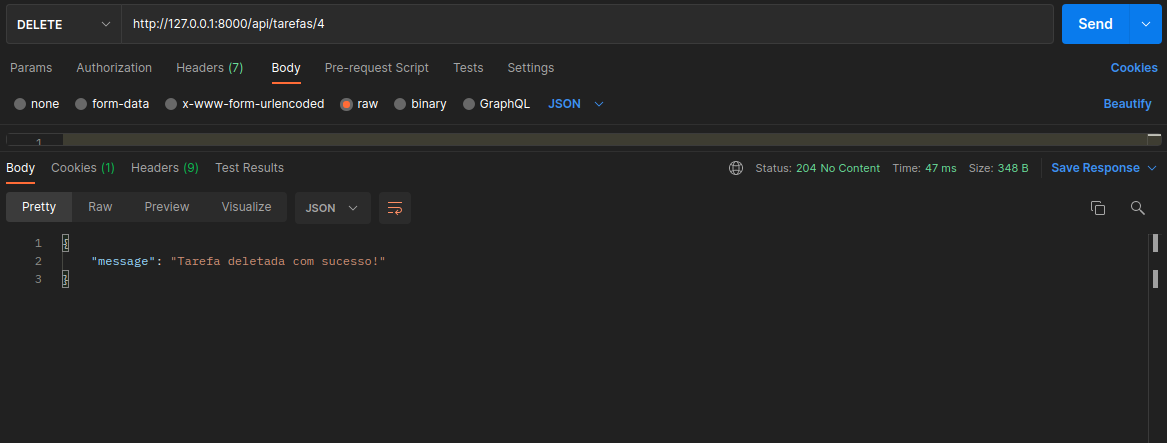 DELETE http://127.0.0.1:8000/api/tarefas/4 Send
Params Authorization Headers (7) Body Pre-request Script Tests Settings Cookies
none form-data x-www-form-urlencoded raw binary GraphQL JSON Beautify
1
Body Cookies (1) Headers (9) Test Results Status: 204 No Content Time: 47 ms Size: 348 B Save Response
Pretty Raw Preview Visualize JSON
1 {
2 "message": "Tarefa deletada com sucesso!"
3 }